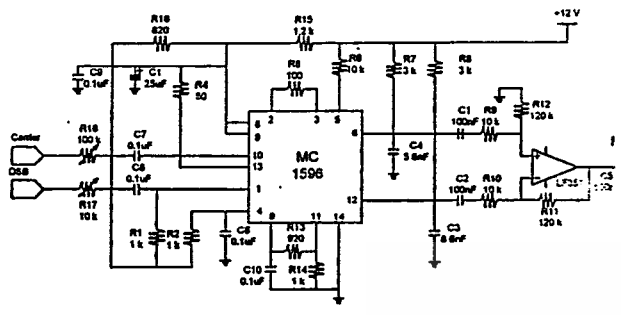 +12 V
R16
820
R15
1.2 k
C9
0.1uF
C1
25uF
R4
50
R5
100
R6
10 k
R7
3 k
R8
3 k
2
3
5
8
9
10
13
1
4
6
12
MC
1596
8
11
14
Carrier
R18
100 k
C7
0.1uF
C8
0.1uF
DSB
R17
10 k
R1
1 k
R2
1 k
C6
0.1uF
R13
820
R14
1 k
C10
0.1uF
C4
5.6nF
C1
100nF
R9
10 k
R12
120 k
C2
100nF
R10
10 k
R11
120 k
C5
C3